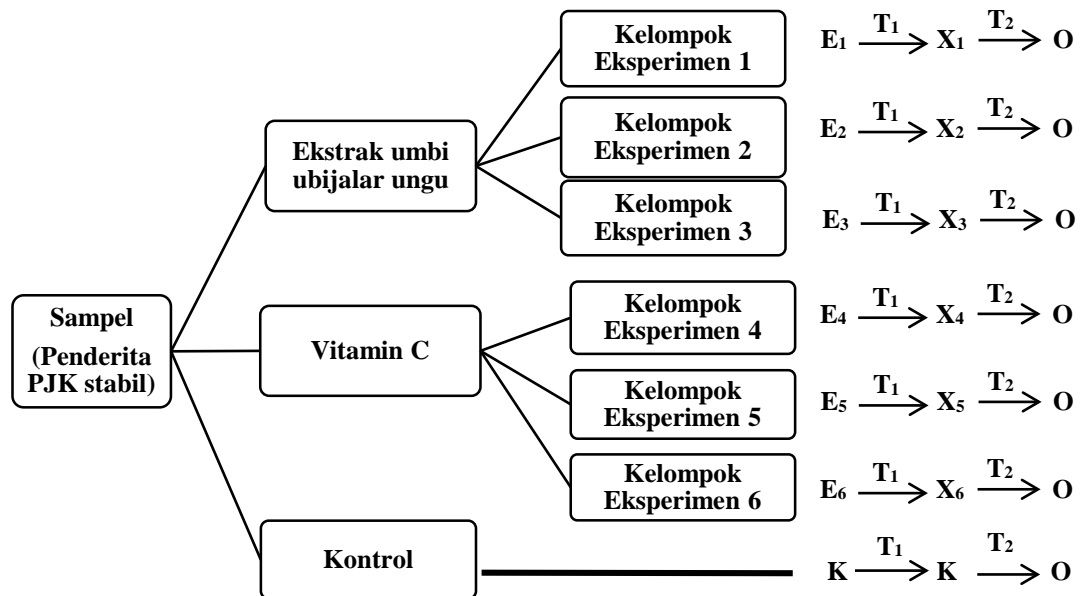 Sampel
(Penderita
PJK stabil)
Ekstrak umbi
ubijalar ungu
Kelompok
Eksperimen 1
E₁ T₁ X₁ T₂ O
Kelompok
Eksperimen 2
E₂ T₁ X₂ T₂ O
Kelompok
Eksperimen 3
E₃ T₁ X₃ T₂ O
Vitamin C
Kelompok
Eksperimen 4
E₄ T₁ X₄ T₂ O
Kelompok
Eksperimen 5
E₅ T₁ X₅ T₂ O
Kelompok
Eksperimen 6
E₆ T₁ X₆ T₂ O
Kontrol
K T₁ K T₂ O